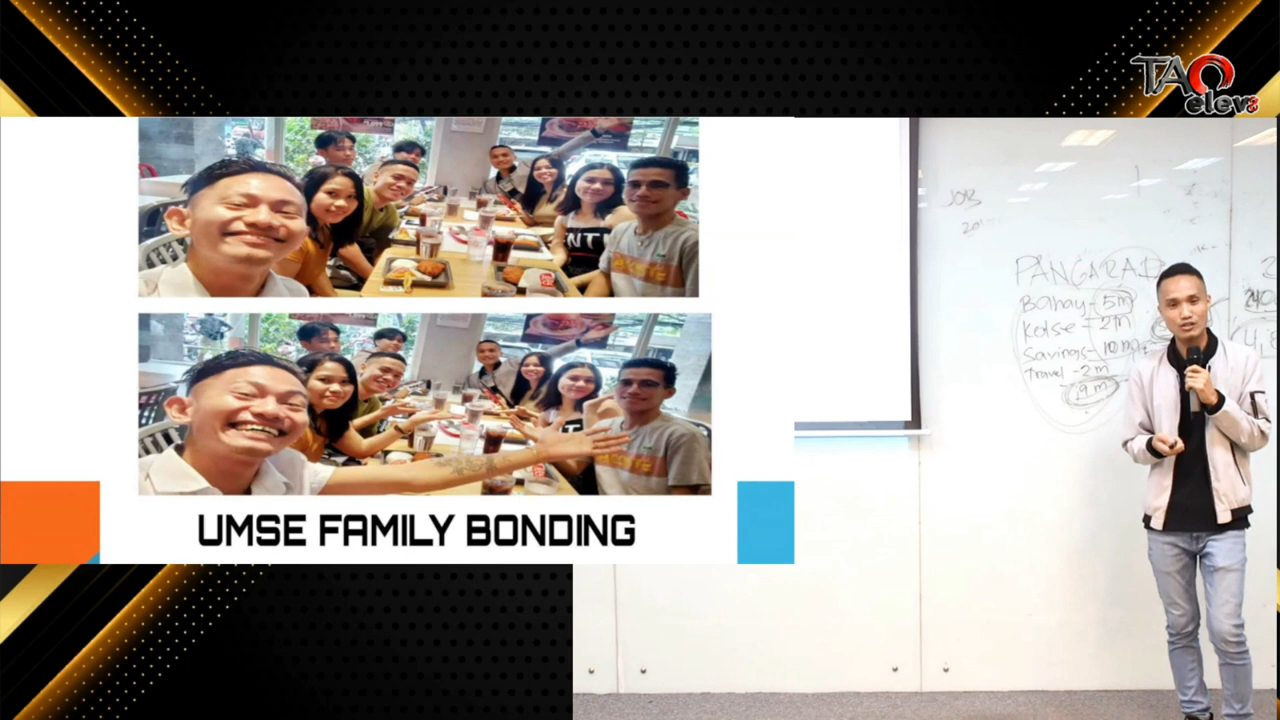 TAO
elev8
UMSE FAMILY BONDING
JOB
PANGARAP
Bahay - 5m
Kotse - 2m
Savings - 10m
Travel - 2m
19m